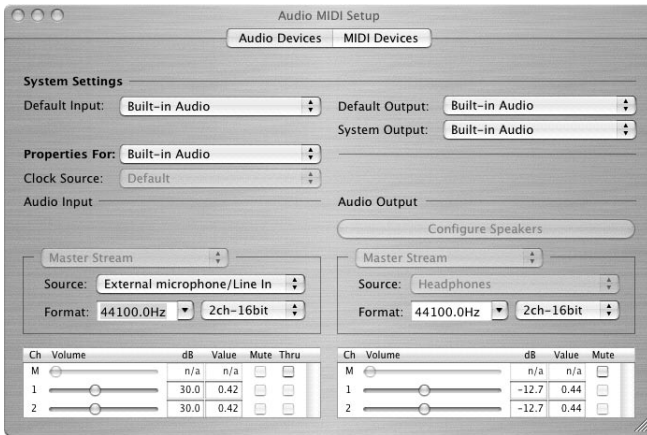 Audio MIDI Setup
Audio Devices MIDI Devices
System Settings
Default Input: Built-in Audio
Default Output: Built-in Audio
System Output: Built-in Audio
Properties For: Built-in Audio
Clock Source: Default
Audio Input
Audio Output
Configure Speakers
Master Stream
Source: External microphone/Line In
Format: 44100.0Hz 2ch-16bit
Master Stream
Source: Headphones
Format: 44100.0Hz 2ch-16bit
Ch Volume dB Value Mute Thru
M n/a n/a
1 30.0 0.42
2 30.0 0.42
Ch Volume dB Value Mute
M n/a n/a
1 -12.7 0.44
2 -12.7 0.44